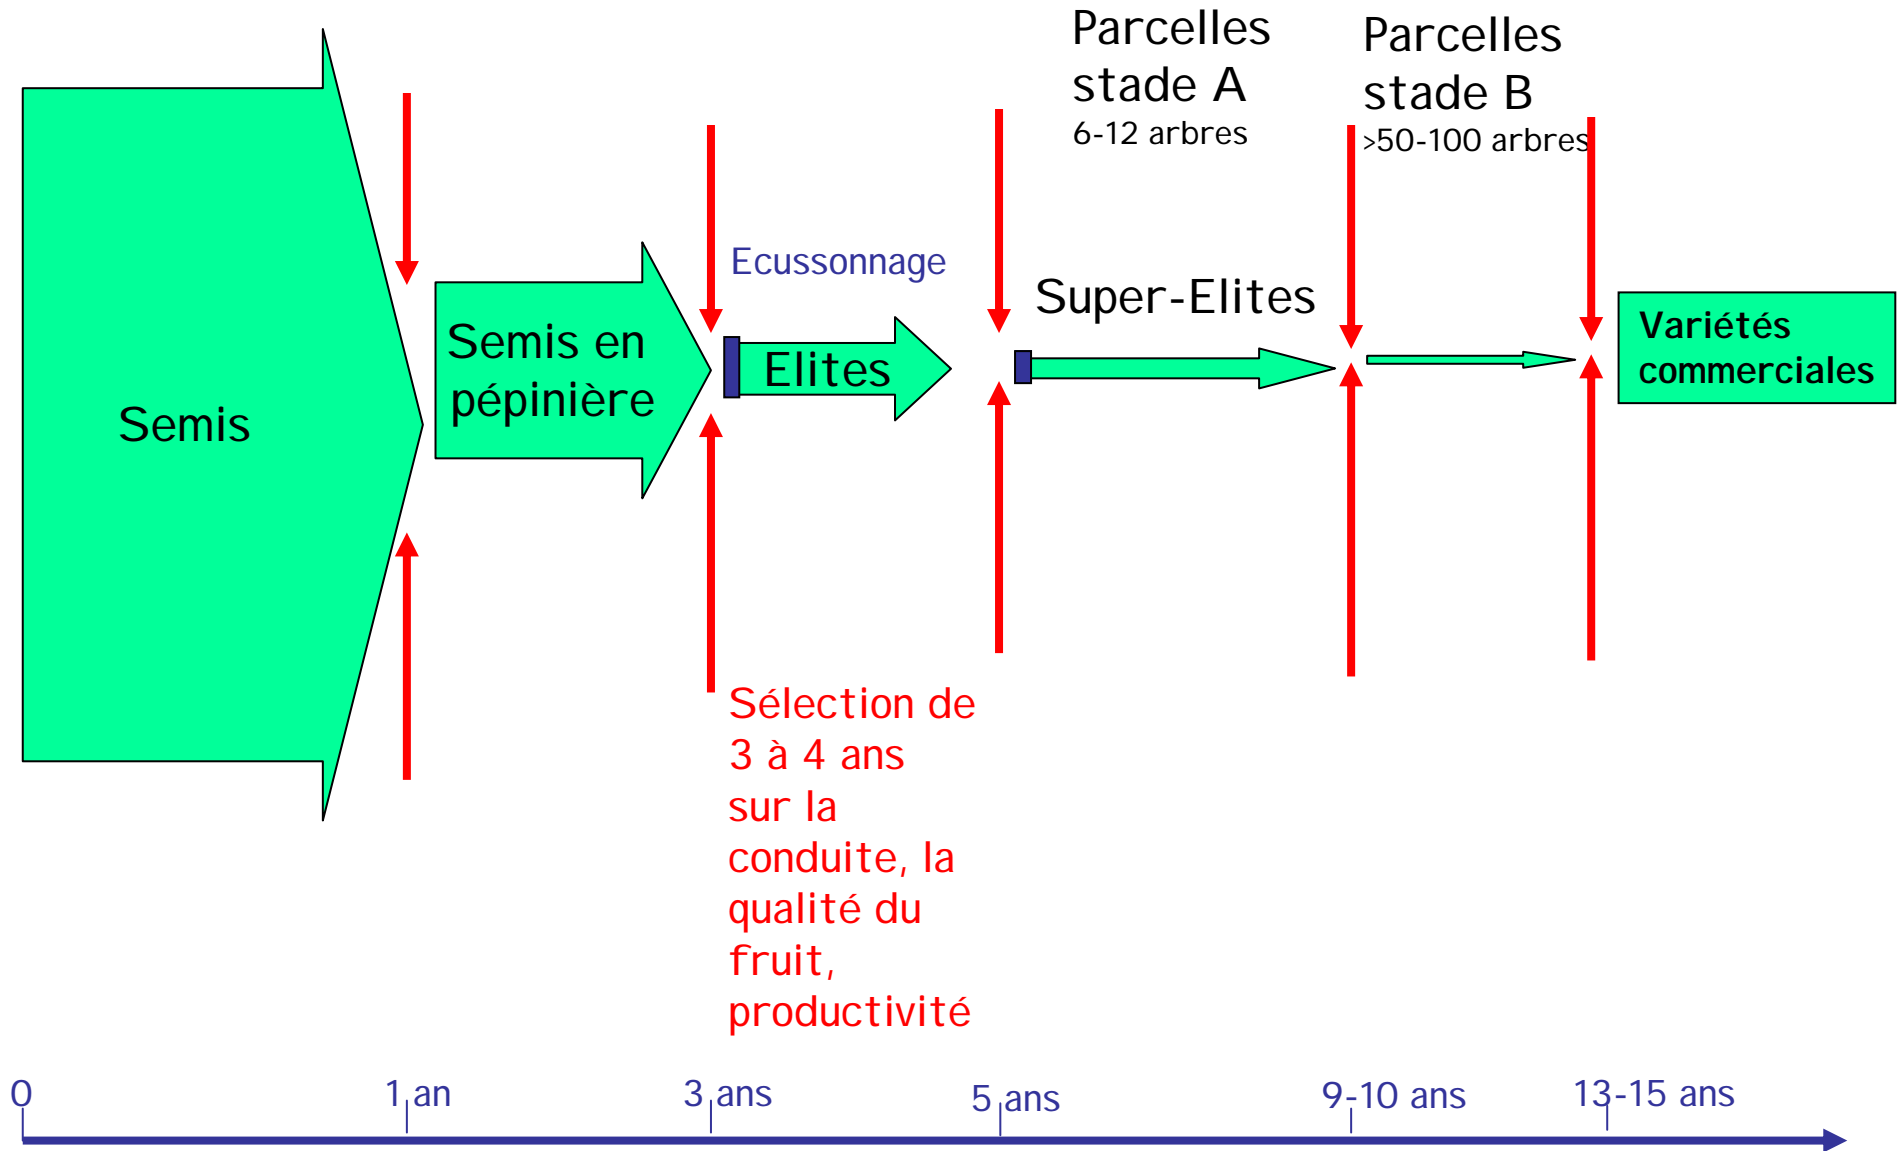 Parcelles
stade A
6-12 arbres
Parcelles
stade B
>50-100 arbres
Ecussonnage
Super-Elites
Semis
Semis en
pépinière
Elites
Variétés
commerciales
Sélection de
3 à 4 ans
sur la
conduite, la
qualité du
fruit,
productivité
0
1 an
3 ans
5 ans
9-10 ans
13-15 ans